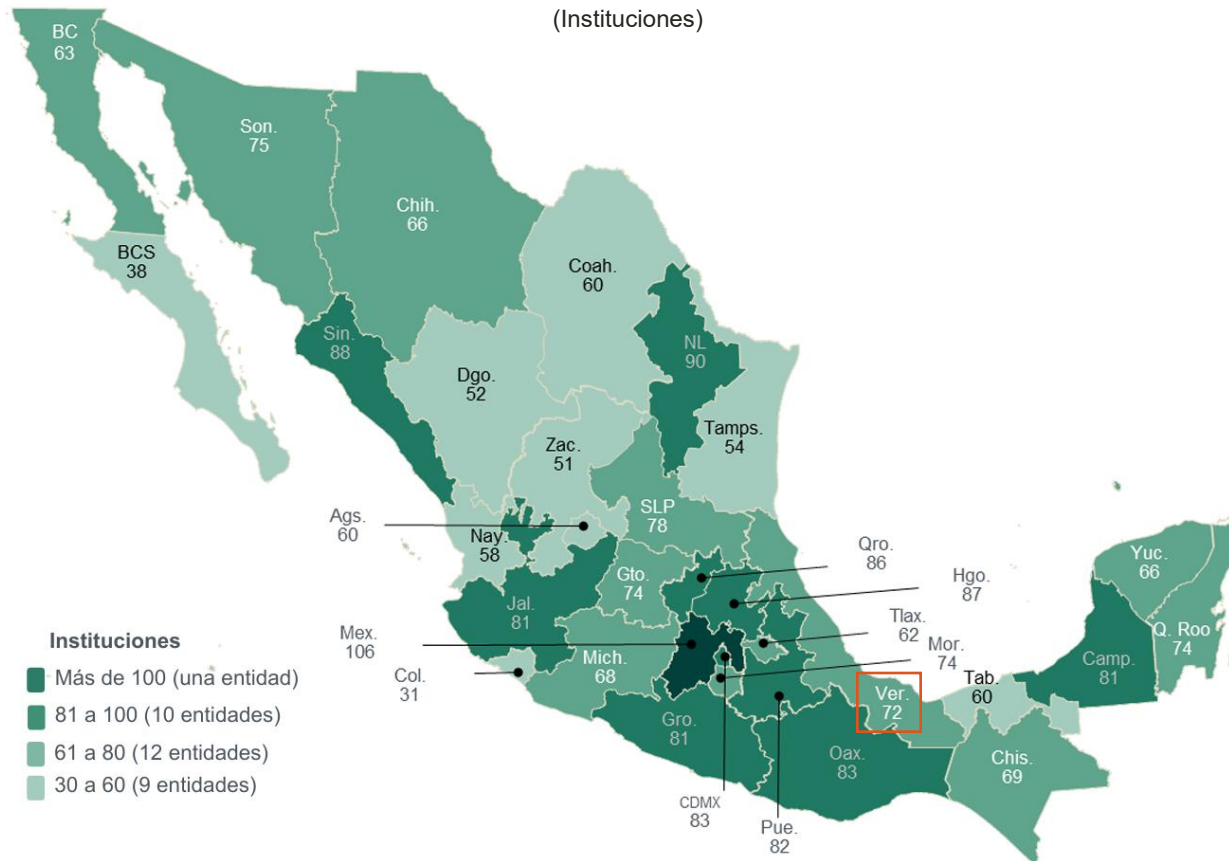 (Instituciones)
BC
63
Son.
75
Chih.
66
BCS
38
Coah.
60
Sin.
88
NL
90
Dgo.
52
Tamps.
54
Zac.
51
SLP
78
Ags.
60
Nay.
58
Qro.
86
Yuc.
66
Gto.
74
Hgo.
87
Jal.
81
Tlax.
62
Q. Roo
74
Mex.
106
Mor.
74
Camp.
81
Mich.
68
Col.
31
Tab.
60
Ver.
72
Gro.
81
Oax.
83
Chis.
69
CDMX
83
Pue.
82
Instituciones
Más de 100 (una entidad)
81 a 100 (10 entidades)
61 a 80 (12 entidades)
30 a 60 (9 entidades)